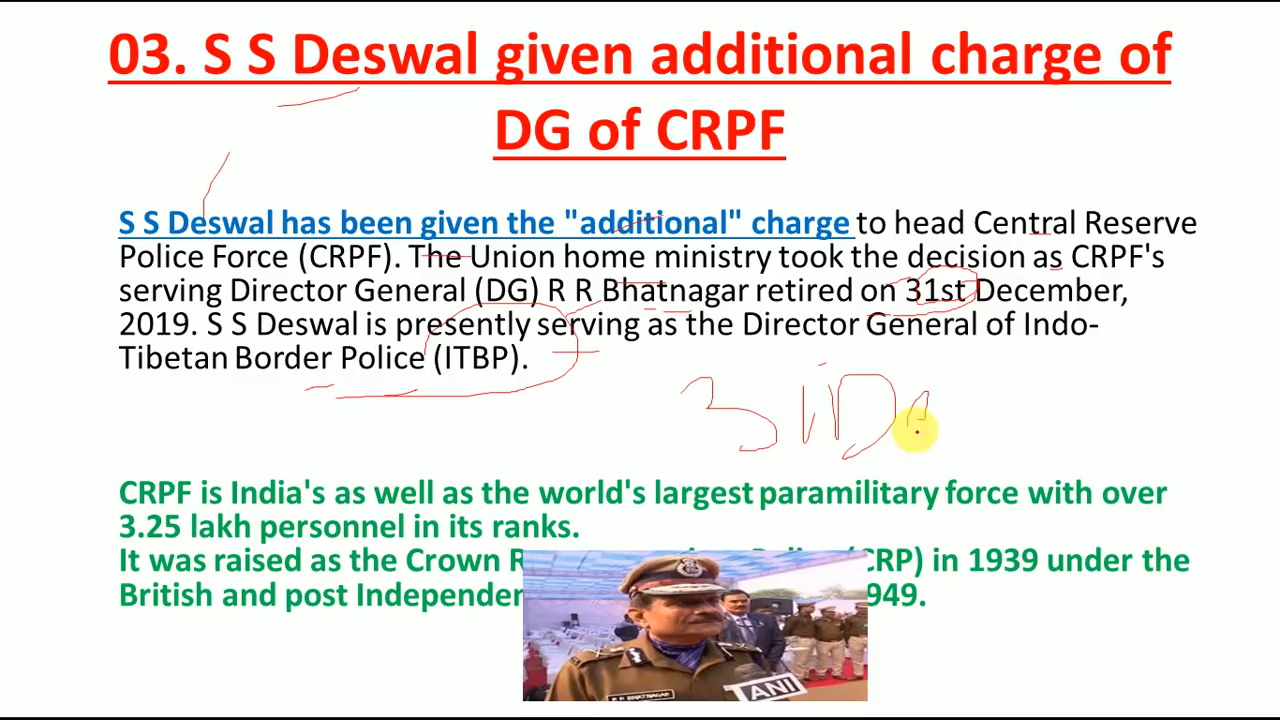 03. S S Deswal given additional charge of
DG of CRPF
S S Deswal has been given the "additional" charge to head Central Reserve
Police Force (CRPF). The Union home ministry took the decision as CRPF's
serving Director General (DG) R R Bhatnagar retired on 31st December,
2019. S S Deswal is presently serving as the Director General of Indo-
Tibetan Border Police (ITBP).
31 De
CRPF is India's as well as the world's largest paramilitary force with over
3.25 lakh personnel in its ranks.
It was raised as the Crown R CRP) in 1939 under the
British and post Independen 949.
ANI
R R BHATNAGAR